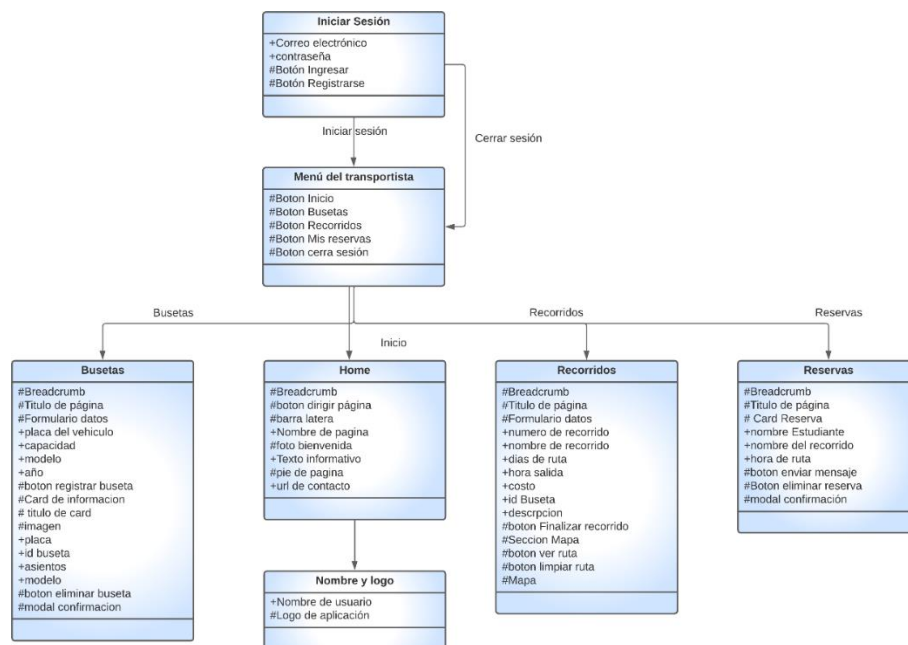 Iniciar Sesión
+Correo electrónico
+contraseña
#Botón Ingresar
#Botón Registrarse
Iniciar sesión
Cerrar sesión
Menú del transportista
#Boton Inicio
#Boton Busetas
#Boton Recorridos
#Boton Mis reservas
#Boton cerra sesión
Busetas
Inicio
Recorridos
Reservas
Busetas
#Breadcrumb
#Titulo de página
#Formulario datos
+placa del vehiculo
+capacidad
+modelo
+año
#boton registrar buseta
#Card de informacion
# titulo de card
#imagen
+placa
+id buseta
+asientos
+modelo
#boton eliminar buseta
#modal confirmacion
Home
#Breadcrumb
#boton dirigir página
#barra latera
+Nombre de pagina
#foto bienvenida
+Texto informativo
#pie de pagina
+url de contacto
Nombre y logo
+Nombre de usuario
#Logo de aplicación
Recorridos
#Breadcrumb
#Titulo de página
#Formulario datos
+numero de recorrido
+nombre de recorrido
+dias de ruta
+hora salida
+costo
+id Buseta
+descrpcion
#boton Finalizar recorrido
#Seccion Mapa
#boton ver ruta
#boton limpiar ruta
#Mapa
Reservas
#Breadcrumb
#Titulo de página
# Card Reserva
+nombre Estudiante
+nombre del recorrido
+hora de ruta
#boton enviar mensaje
#Boton eliminar reserva
#modal confirmación